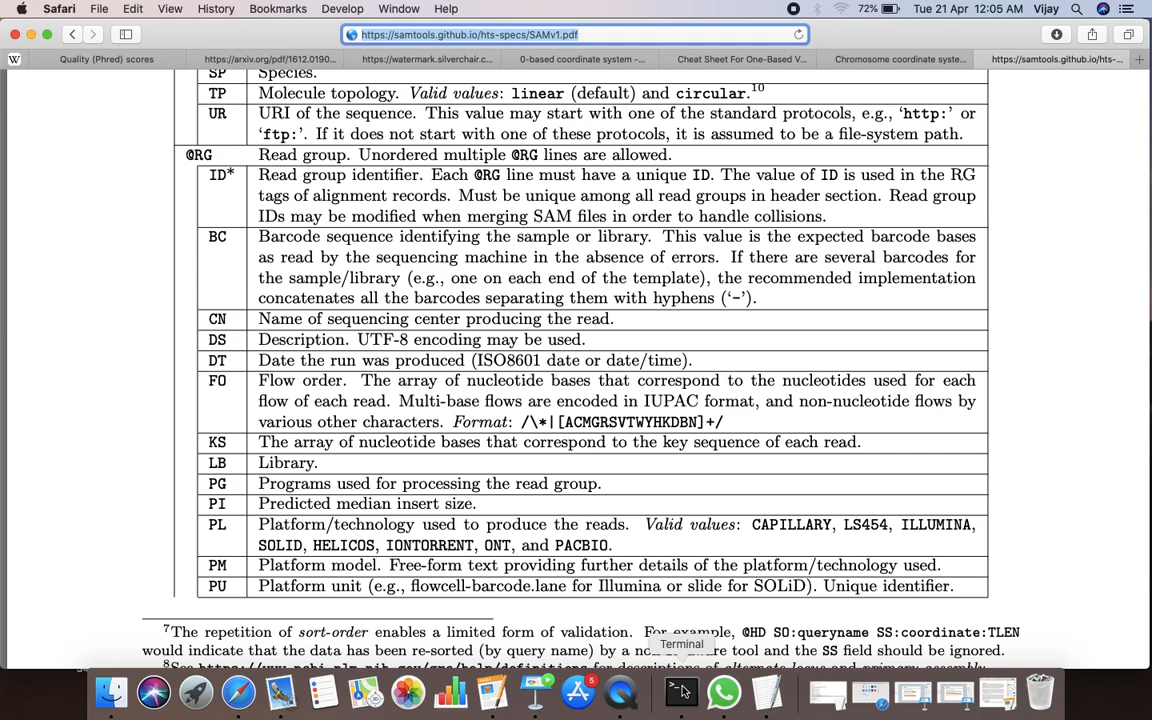 Safari File Edit View History Bookmarks Develop Window Help 72% Tue 21 Apr 12:05 AM Vijay
https://samtools.github.io/hts-specs/SAMv1.pdf
W Quality (Phred) scores https://arxiv.org/pdf/1612.0190... https://watermark.silverchair.c... 0-based coordinate system -... Cheat Sheet For One-Based V... Chromosome coordinate syste... https://samtools.github.io/hts-...
SP Species.
TP Molecule topology. Valid values: linear (default) and circular.10
UR URI of the sequence. This value may start with one of the standard protocols, e.g., ‘http:’ or
‘ftp:’. If it does not start with one of these protocols, it is assumed to be a file-system path.
@RG Read group. Unordered multiple @RG lines are allowed.
ID* Read group identifier. Each @RG line must have a unique ID. The value of ID is used in the RG
tags of alignment records. Must be unique among all read groups in header section. Read group
IDs may be modified when merging SAM files in order to handle collisions.
BC Barcode sequence identifying the sample or library. This value is the expected barcode bases
as read by the sequencing machine in the absence of errors. If there are several barcodes for
the sample/library (e.g., one on each end of the template), the recommended implementation
concatenates all the barcodes separating them with hyphens (‘-’).
CN Name of sequencing center producing the read.
DS Description. UTF-8 encoding may be used.
DT Date the run was produced (ISO8601 date or date/time).
FO Flow order. The array of nucleotide bases that correspond to the nucleotides used for each
flow of each read. Multi-base flows are encoded in IUPAC format, and non-nucleotide flows by
various other characters. Format: /\*|[ACMGRSVTWYHKDBN]+/
KS The array of nucleotide bases that correspond to the key sequence of each read.
LB Library.
PG Programs used for processing the read group.
PI Predicted median insert size.
PL Platform/technology used to produce the reads. Valid values: CAPILLARY, LS454, ILLUMINA,
SOLID, HELICOS, IONTORRENT, ONT, and PACBIO.
PM Platform model. Free-form text providing further details of the platform/technology used.
PU Platform unit (e.g., flowcell-barcode.lane for Illumina or slide for SOLiD). Unique identifier.
7The repetition of sort-order enables a limited form of validation. For example, @HD SO:queryname SS:coordinate:TLEN
Terminal
would indicate that the data has been re-sorted (by query name) by a tool and the SS field should be ignored.
5